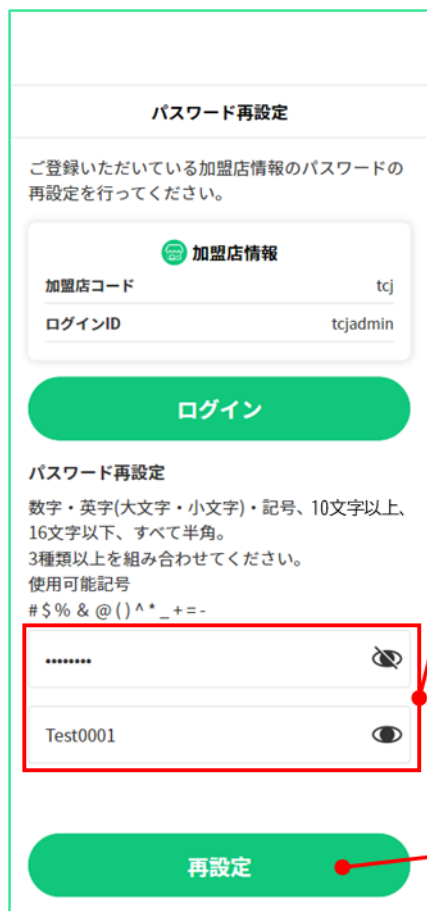 パスワード再設定
ご登録いただいている加盟店情報のパスワードの
再設定を行ってください。
加盟店情報
加盟店コード tcj
ログインID tcjadmin
ログイン
パスワード再設定
数字・英字(大文字・小文字)・記号、10文字以上、
16文字以下、すべて半角。
3種類以上を組み合わせてください。
使用可能記号
# $ % & @ ( ) ^ * _ + = -
••••••••
Test0001
再設定